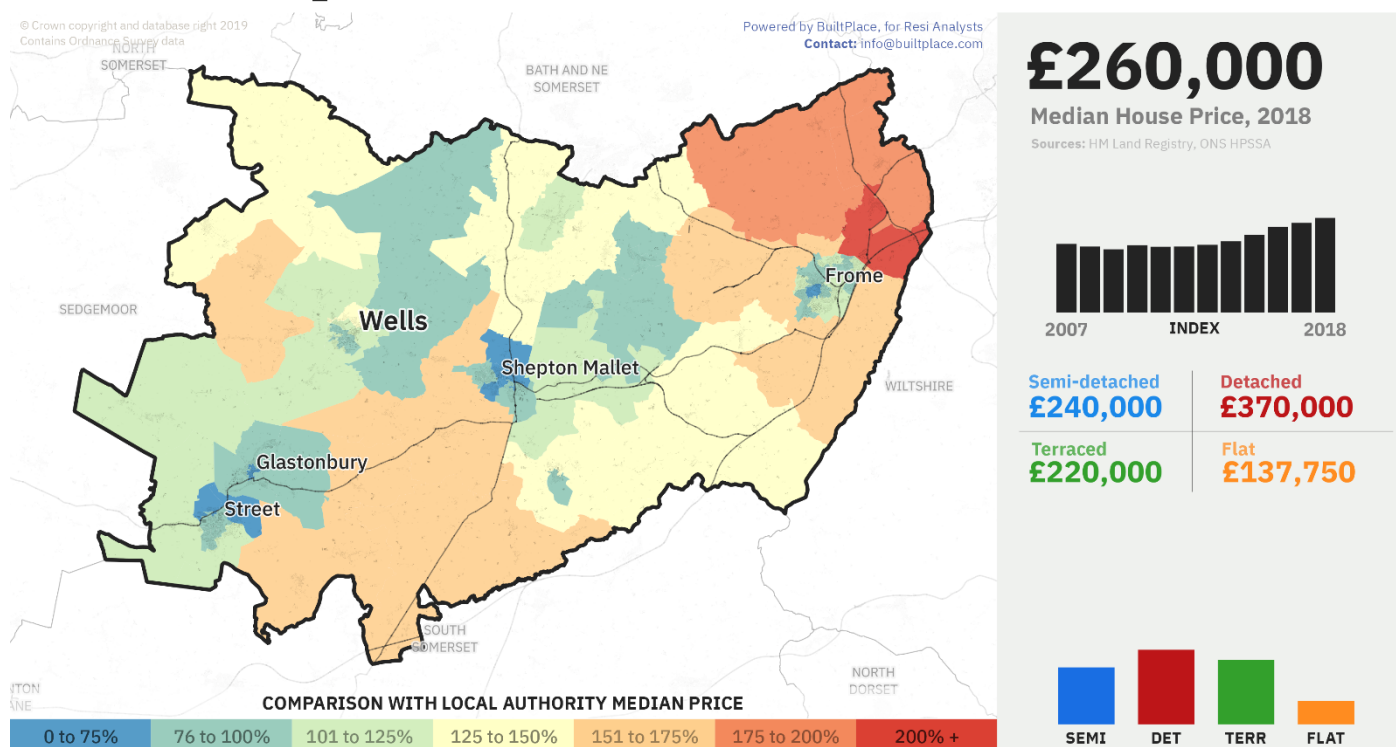 © Crown copyright and database right 2019
Contains Ordnance Survey data
NORTH
SOMERSET
BATH AND NE
SOMERSET
Powered by BuiltPlace, for Resi Analysts
Contact: info@builtplace.com
SEDGEMOOR
Wells
Frome
Shepton Mallet
WILTSHIRE
Glastonbury
Street
SOUTH
SOMERSET
NORTH
DORSET
COMPARISON WITH LOCAL AUTHORITY MEDIAN PRICE
0 to 75% 76 to 100% 101 to 125% 125 to 150% 151 to 175% 175 to 200% 200% +
£260,000
Median House Price, 2018
Sources: HM Land Registry, ONS HPSSA
2007 INDEX 2018
Semi-detached
£240,000
Detached
£370,000
Terraced
£220,000
Flat
£137,750
SEMI DET TERR FLAT